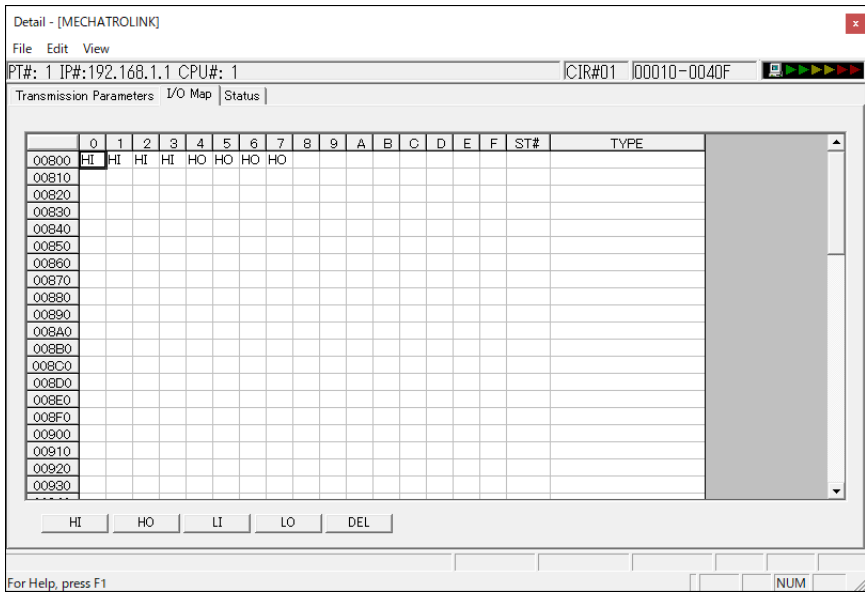 Detail - [MECHATROLINK]
File Edit View
PT#: 1 IP#:192.168.1.1 CPU#: 1 CIR#01 00010-0040F
Transmission Parameters I/O Map Status
0 1 2 3 4 5 6 7 8 9 A B C D E F ST# TYPE
00800 HI HI HI HI HO HO HO HO
00810
00820
00830
00840
00850
00860
00870
00880
00890
008A0
008B0
008C0
008D0
008E0
008F0
00900
00910
00920
00930
HI HO LI LO DEL
For Help, press F1 NUM